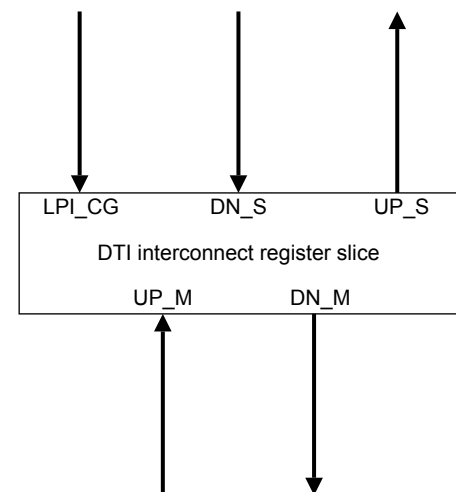 LPI_CG DN_S UP_S
DTI interconnect register slice
UP_M DN_M